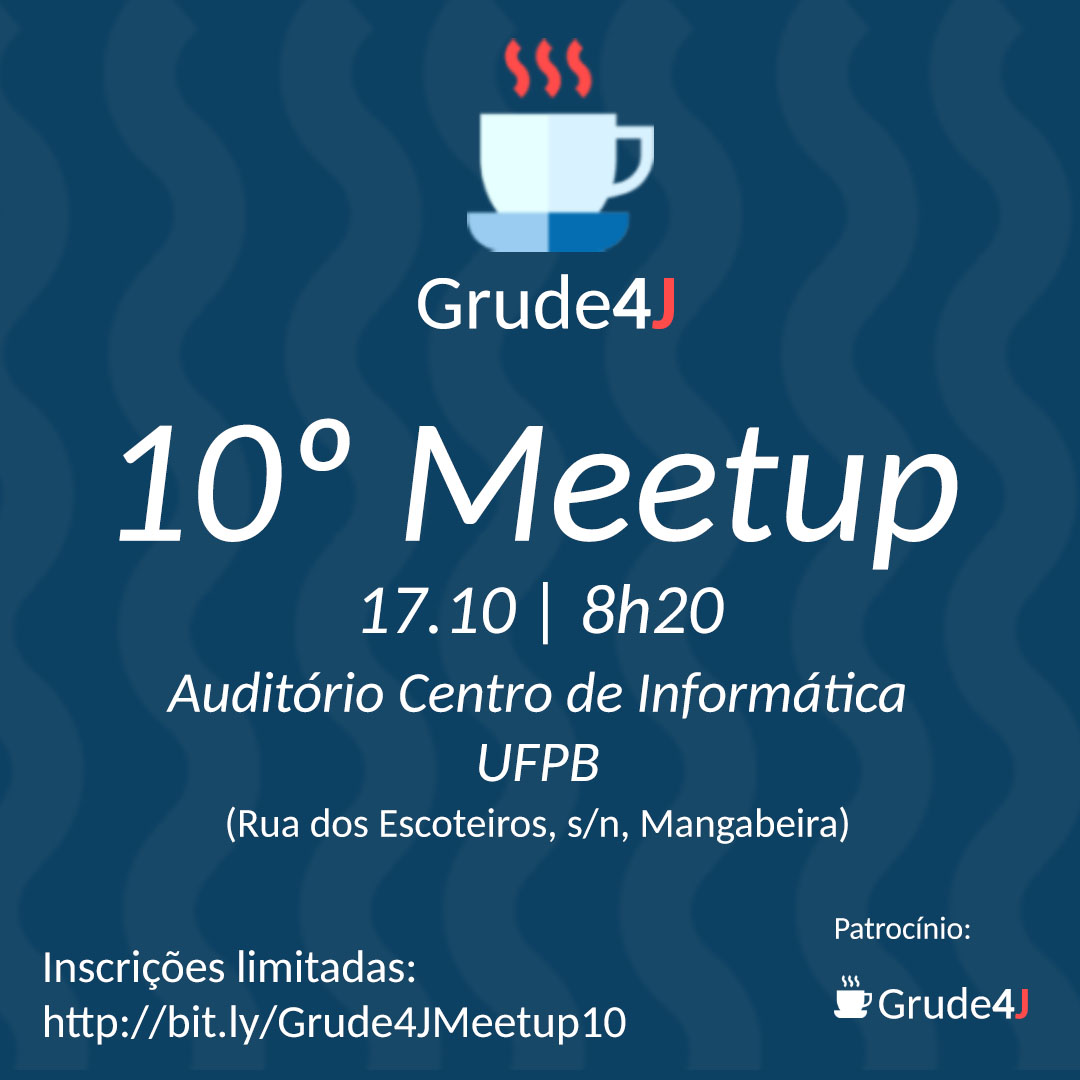 Grude4J
10º Meetup
17.10 | 8h20
Auditório Centro de Informática
UFPB
(Rua dos Escoteiros, s/n, Mangabeira)
Inscrições limitadas:
http://bit.ly/Grude4JMeetup10
Patrocínio:
Grude4J